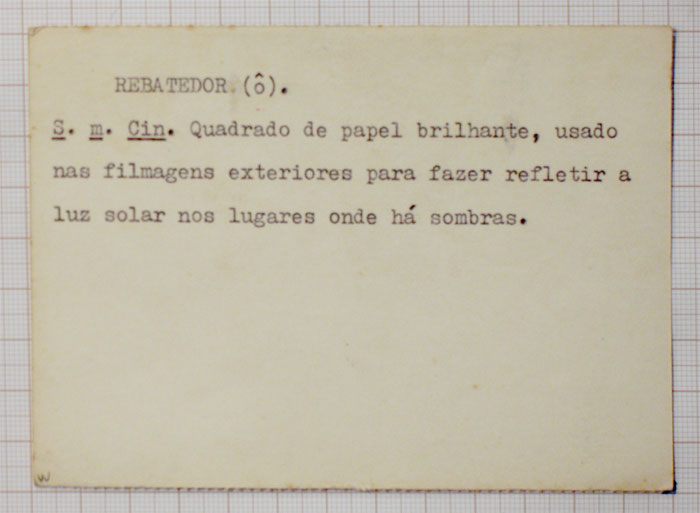 REBATEDOR (ô).
S. m. Cin. Quadrado de papel brilhante, usado
nas filmagens exteriores para fazer refletir a
luz solar nos lugares onde há sombras.
w